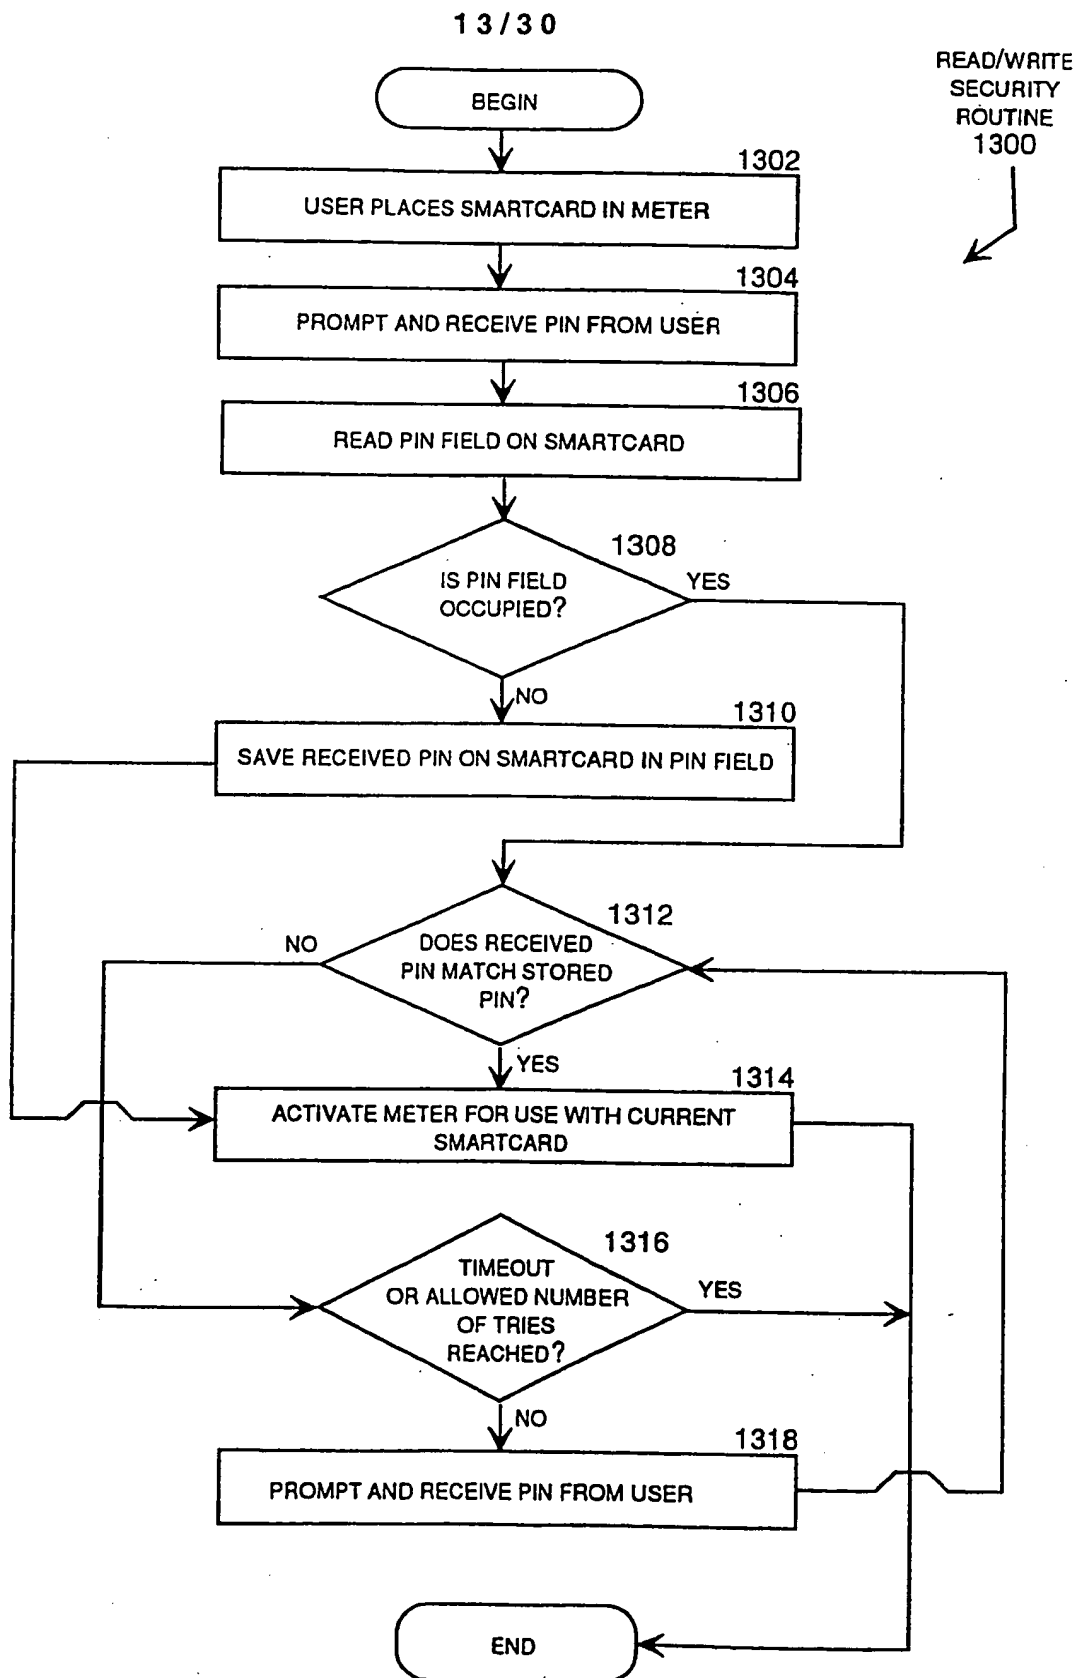 13/30
READ/WRITE
SECURITY
ROUTINE
1300
BEGIN
1302
USER PLACES SMARTCARD IN METER
1304
PROMPT AND RECEIVE PIN FROM USER
1306
READ PIN FIELD ON SMARTCARD
1308
IS PIN FIELD
OCCUPIED?
YES
NO
1310
SAVE RECEIVED PIN ON SMARTCARD IN PIN FIELD
1312
NO
DOES RECEIVED
PIN MATCH STORED
PIN?
YES
1314
ACTIVATE METER FOR USE WITH CURRENT
SMARTCARD
1316
TIMEOUT
OR ALLOWED NUMBER
OF TRIES
REACHED?
YES
NO
1318
PROMPT AND RECEIVE PIN FROM USER
END